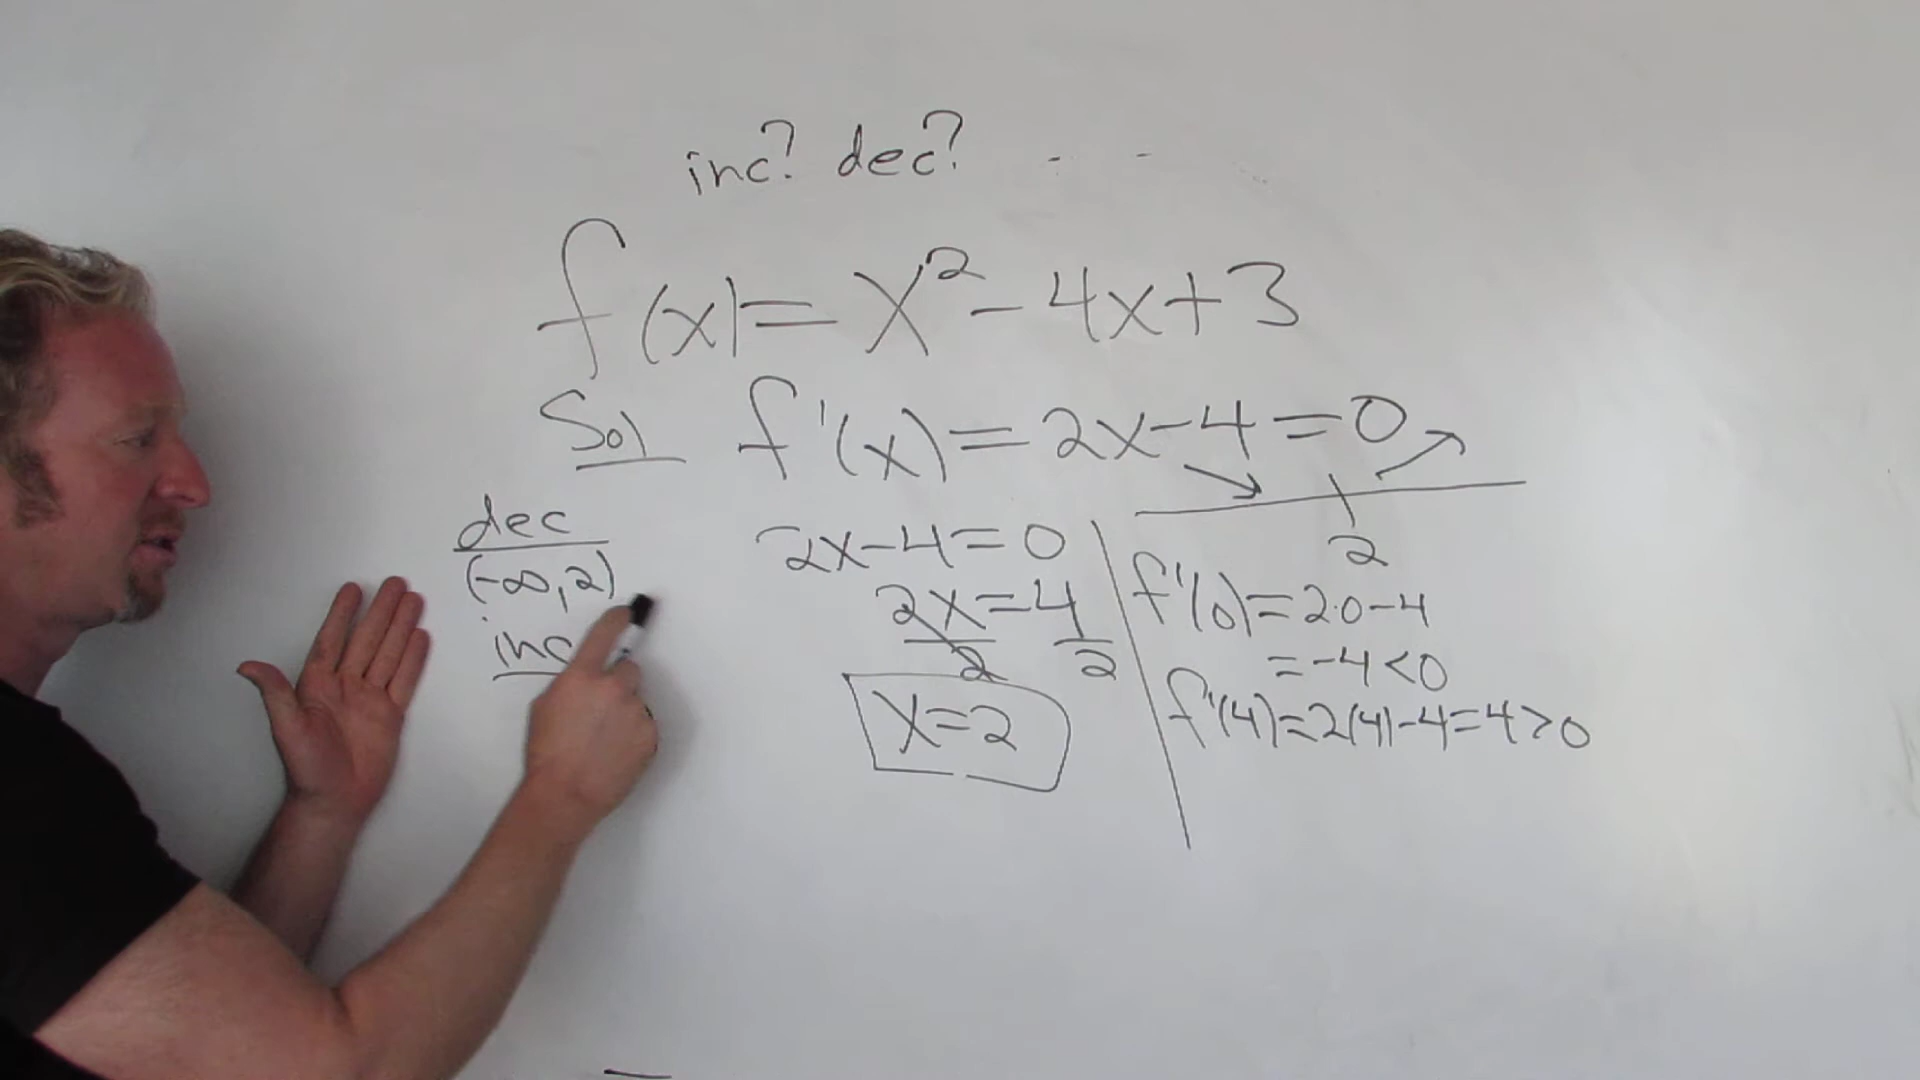 inc? dec?
f(x) = x² - 4x + 3
Sol f'(x) = 2x - 4 = 0
2
dec
(-∞, 2)
inc
2x - 4 = 0
2x = 4
2 2
x = 2
f'(0) = 2·0 - 4
= -4 < 0
f'(4) = 2(4) - 4 = 4 > 0